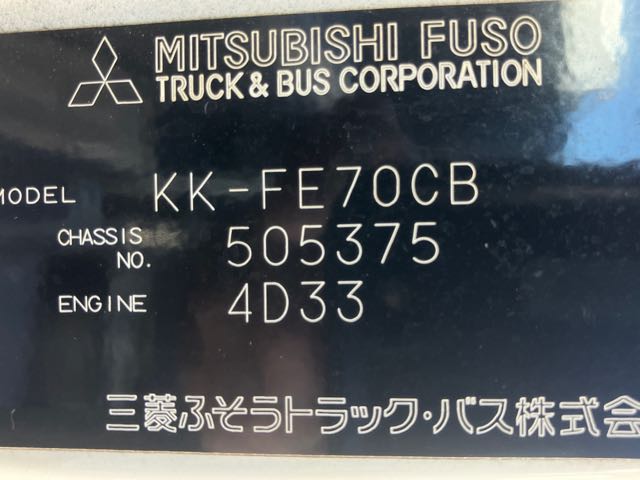 MITSUBISHI FUSO
TRUCK & BUS CORPORATION
MODEL KK-FE70CB
CHASSIS NO. 505375
ENGINE 4D33
三菱ふそうトラック・バス株式会